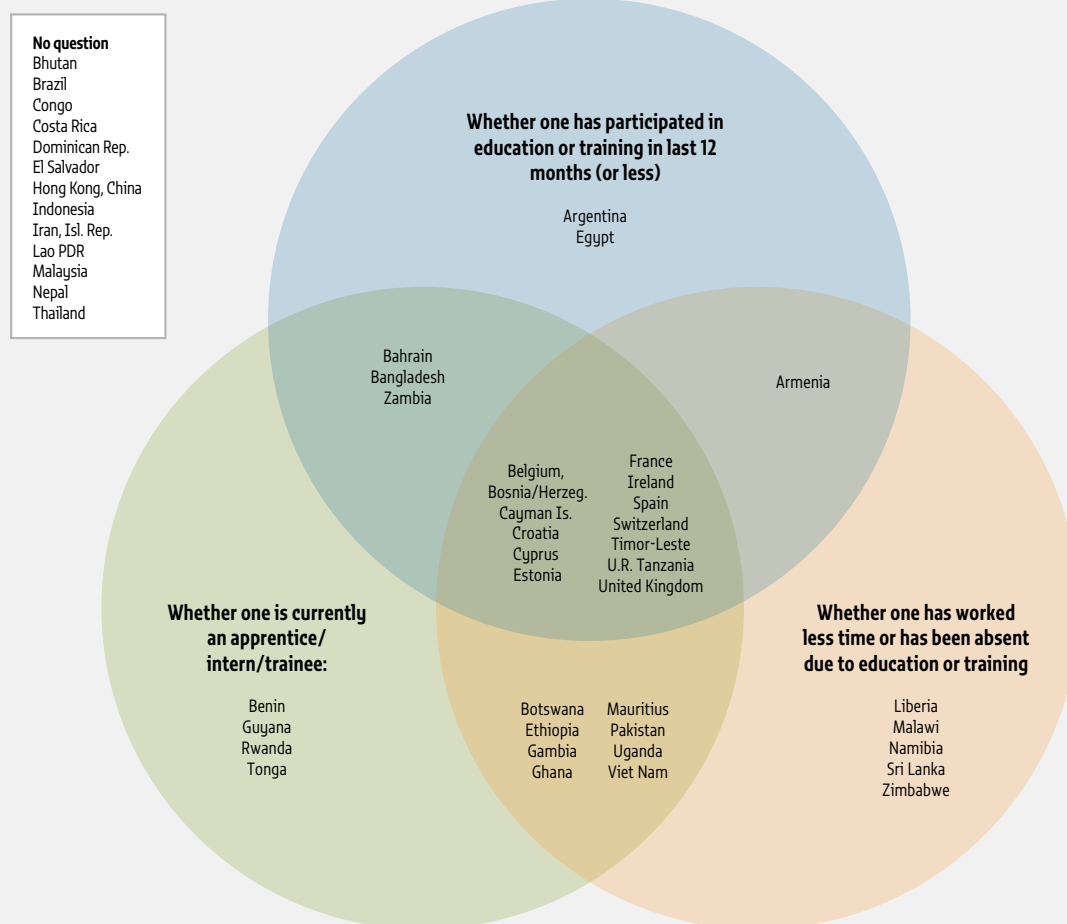 No question
Bhutan
Brazil
Congo
Costa Rica
Dominican Rep.
El Salvador
Hong Kong, China
Indonesia
Iran, Isl. Rep.
Lao PDR
Malaysia
Nepal
Thailand
Whether one has participated in
education or training in last 12
months (or less)
Argentina
Egypt
Bahrain
Bangladesh
Zambia
Armenia
Belgium,
Bosnia/Herzeg.
Cayman Is.
Croatia
Cyprus
Estonia
France
Ireland
Spain
Switzerland
Timor-Leste
U.R. Tanzania
United Kingdom
Whether one is currently
an apprentice/
intern/trainee:
Benin
Guyana
Rwanda
Tonga
Botswana
Ethiopia
Gambia
Ghana
Mauritius
Pakistan
Uganda
Viet Nam
Whether one has worked
less time or has been absent
due to education or training
Liberia
Malawi
Namibia
Sri Lanka
Zimbabwe